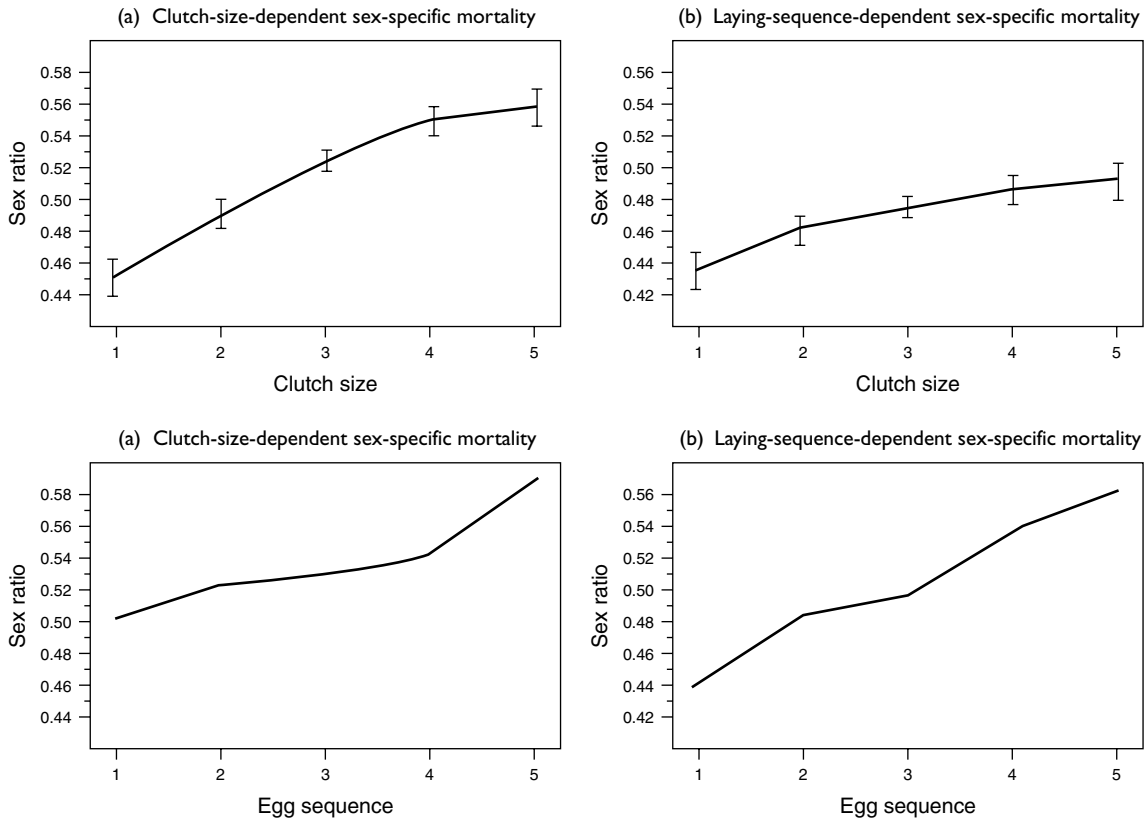 (a) Clutch-size-dependent sex-specific mortality
0.58
0.56
0.54
0.52
0.50
0.48
0.46
0.44
Sex ratio
1 2 3 4 5
Clutch size
(b) Laying-sequence-dependent sex-specific mortality
0.56
0.54
0.52
0.50
0.48
0.46
0.44
0.42
Sex ratio
1 2 3 4 5
Clutch size
(a) Clutch-size-dependent sex-specific mortality
0.58
0.56
0.54
0.52
0.50
0.48
0.46
0.44
Sex ratio
1 2 3 4 5
Egg sequence
(b) Laying-sequence-dependent sex-specific mortality
0.56
0.54
0.52
0.50
0.48
0.46
0.44
0.42
Sex ratio
1 2 3 4 5
Egg sequence